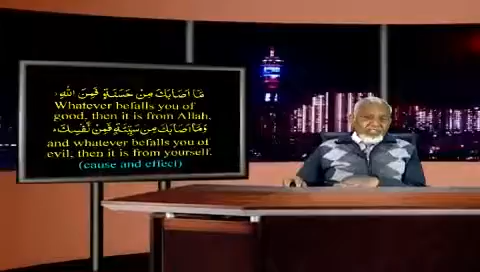 مَا أَصَابَكَ مِنْ حَسَنَةٍ فَمِنَ اللّٰهِ
Whatever befalls you of
good, then it is from Allah,
وَمَا أَصَابَكَ مِن سَيِّئَةٍ فَمِن نَّفْسِكَ
and whatever befalls you of
evil, then it is from yourself.
(cause and effect)